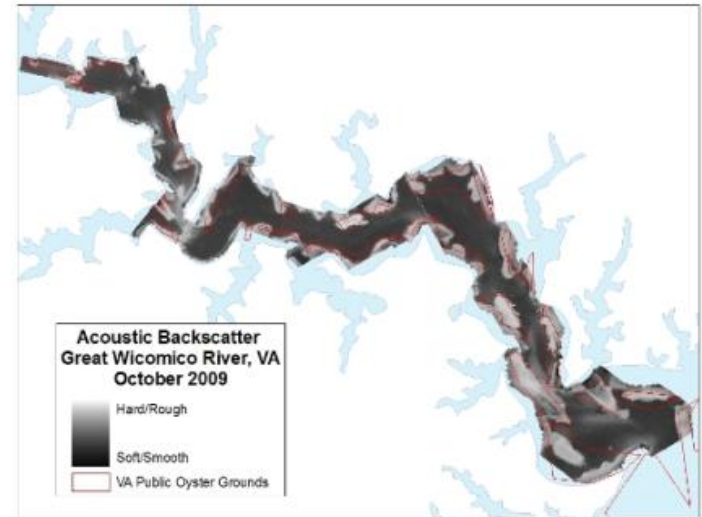 Acoustic Backscatter
Great Wicomico River, VA
October 2009
Hard/Rough
Soft/Smooth
VA Public Oyster Grounds